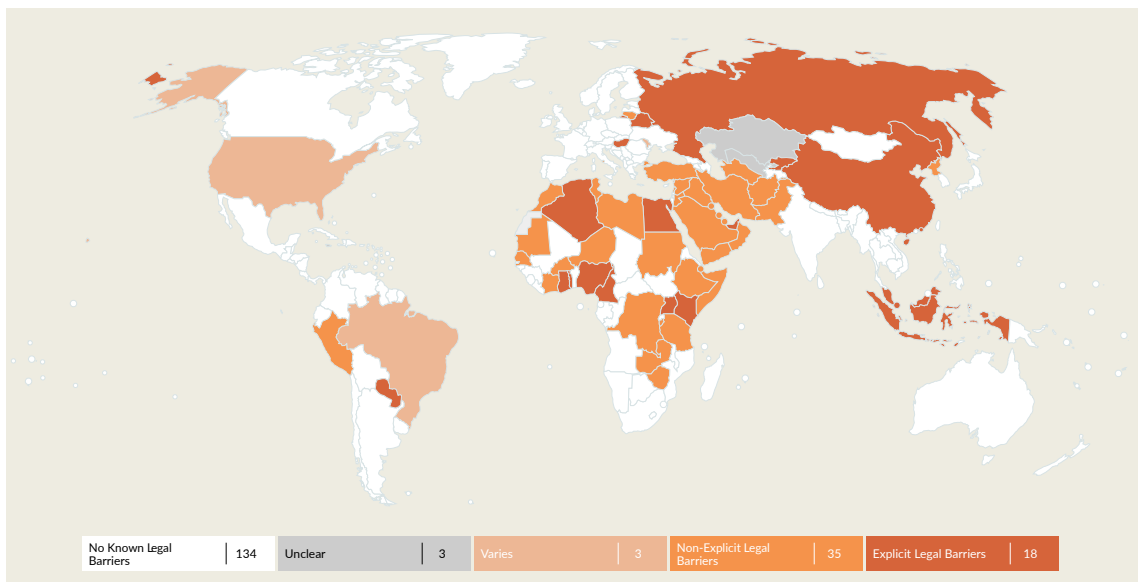 No Known Legal
Barriers
134
Unclear
3
Varies
3
Non-Explicit Legal
Barriers
35
Explicit Legal Barriers
18